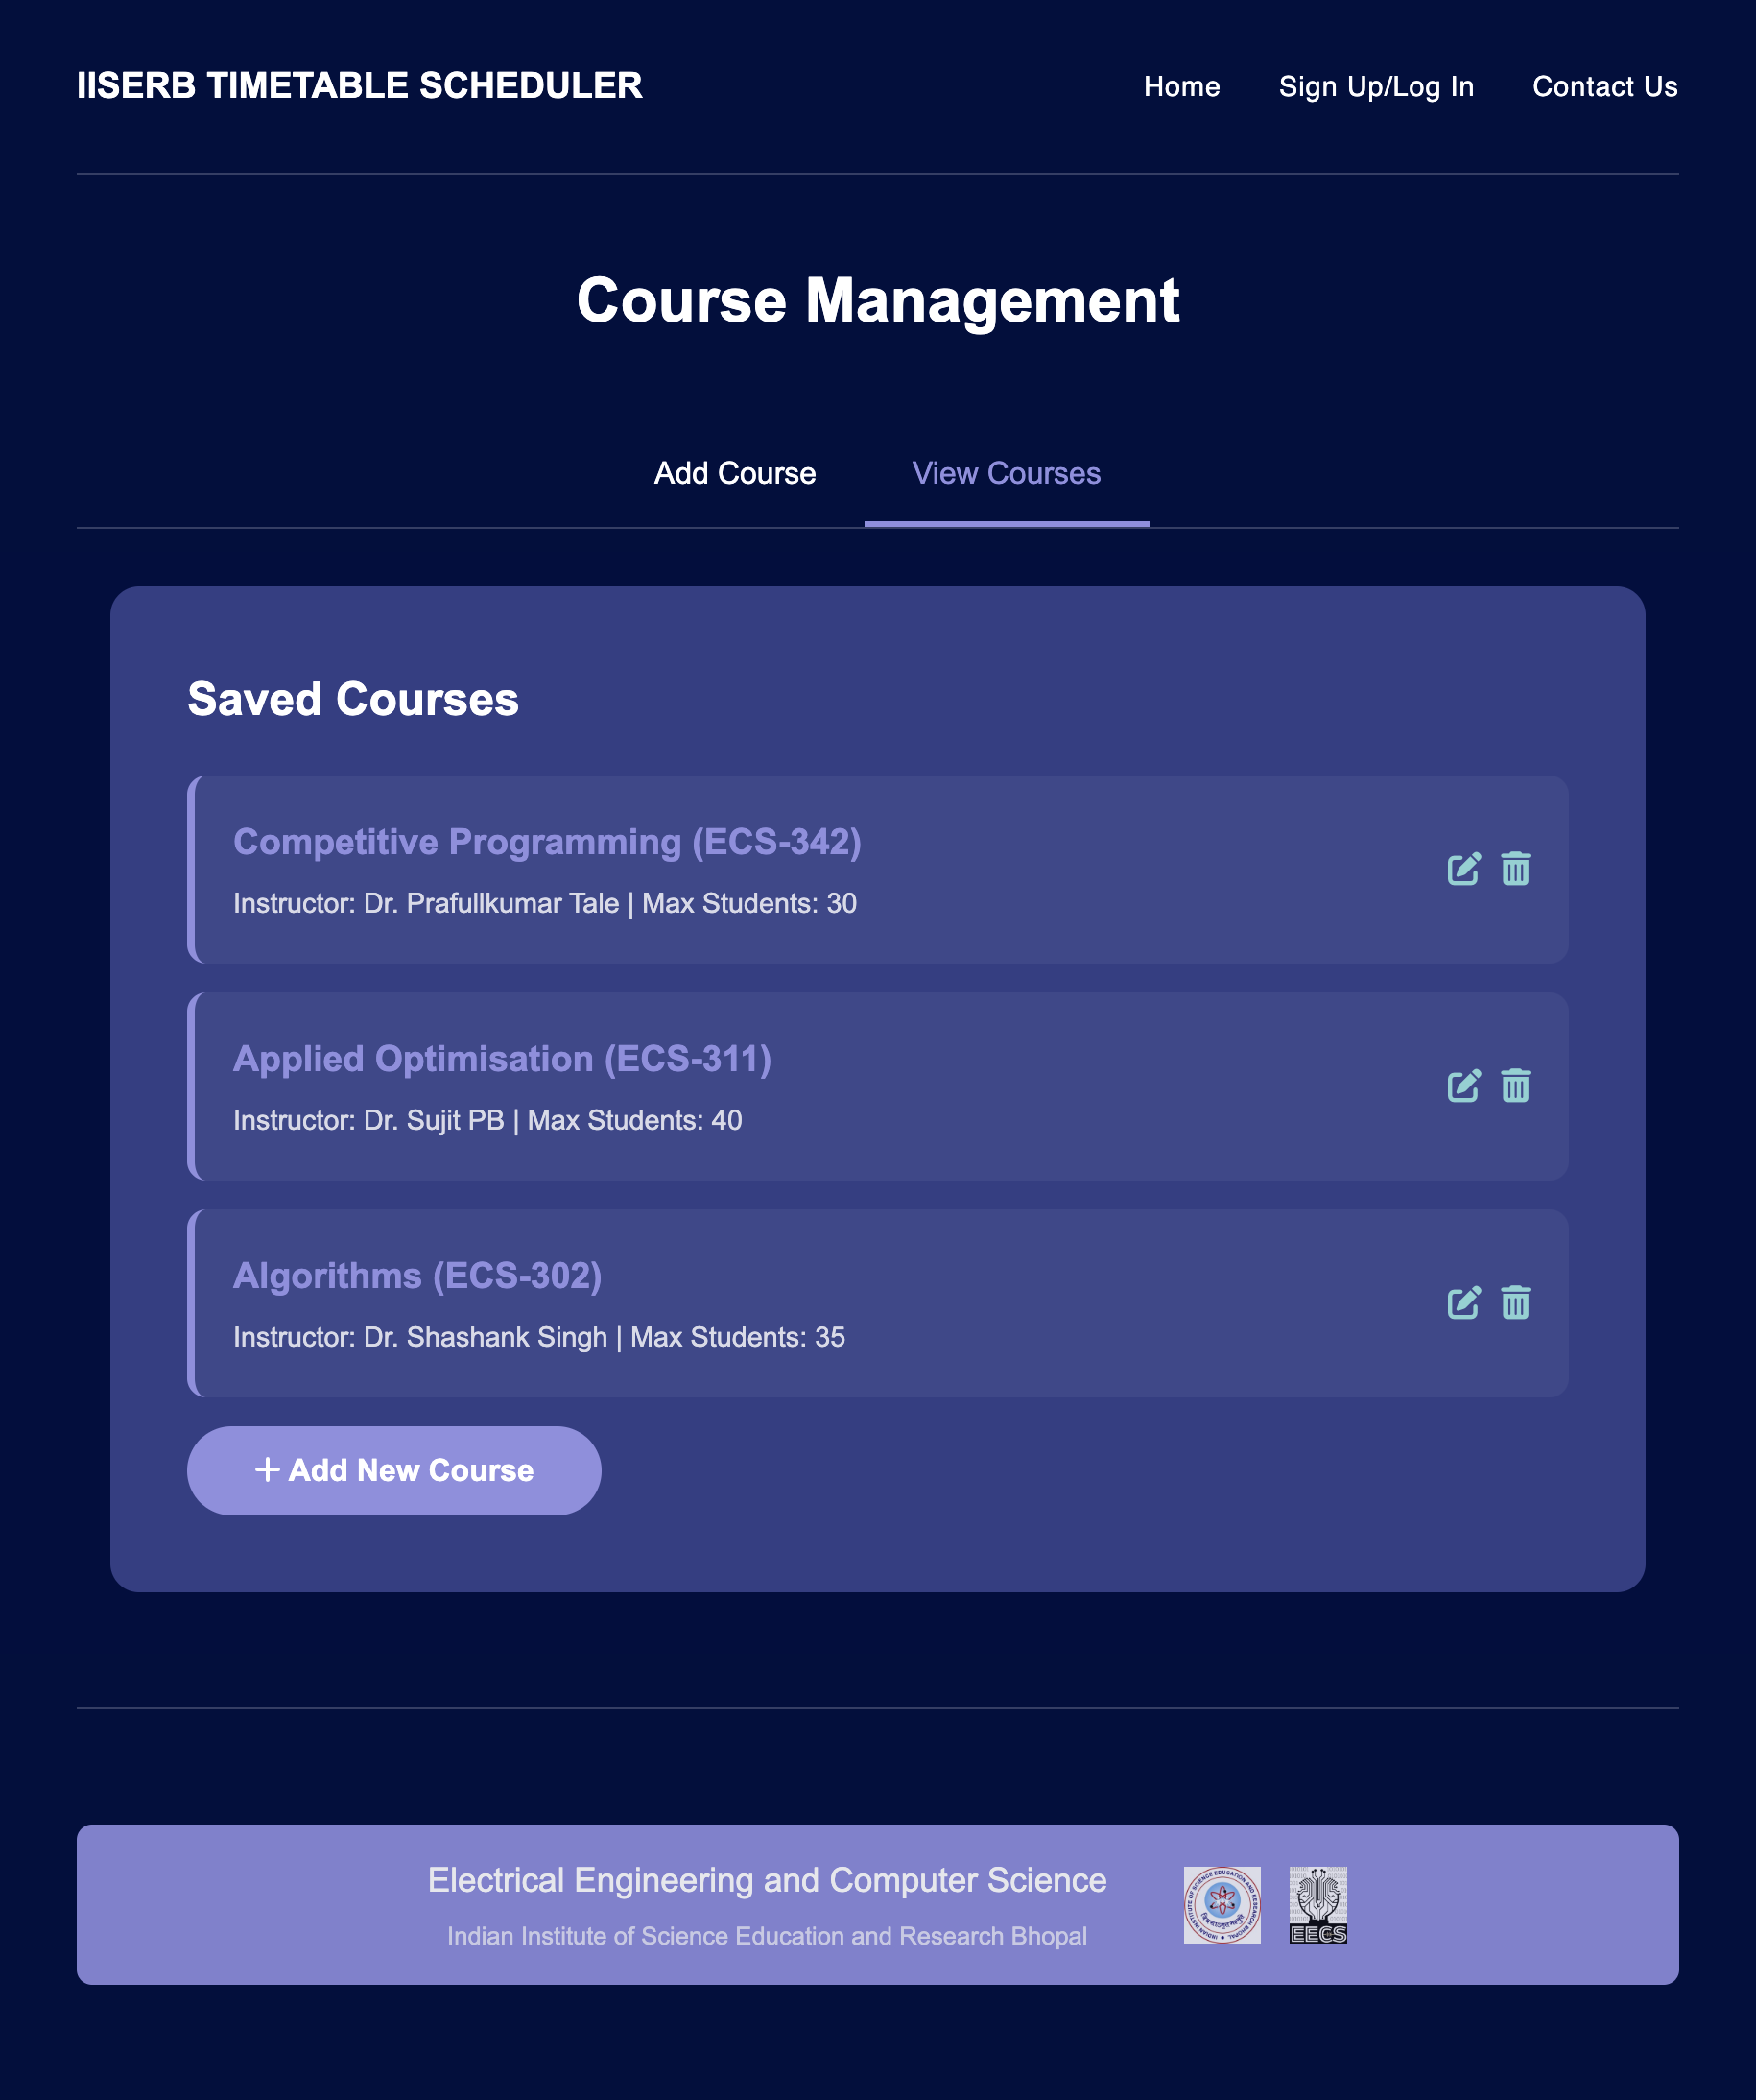 IISERB TIMETABLE SCHEDULER
Home
Sign Up/Log In
Contact Us
Course Management
Add Course
View Courses
Saved Courses
Competitive Programming (ECS-342)
Instructor: Dr. Prafullkumar Tale | Max Students: 30
Applied Optimisation (ECS-311)
Instructor: Dr. Sujit PB | Max Students: 40
Algorithms (ECS-302)
Instructor: Dr. Shashank Singh | Max Students: 35
+ Add New Course
Electrical Engineering and Computer Science
Indian Institute of Science Education and Research Bhopal
EECS